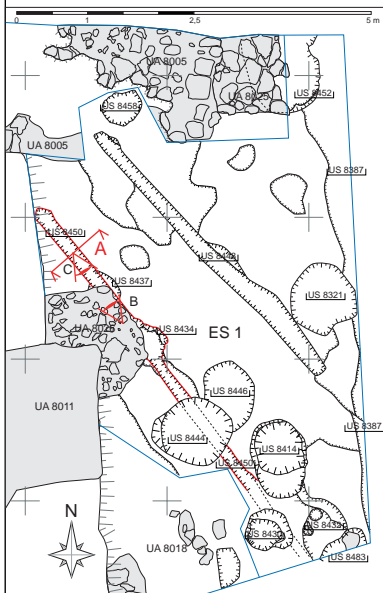 0 1 2,5 5 m
UA 8005
UA 8025
US 8458
US 8452
UA 8005
US 8387
US 8450
A
US 8448
C
US 8437
US 8321
B
UA 8026
US 8434
ES 1
US 8446
UA 8011
US 8387
US 8444
US 8414
US 8450
N
US 8432
UA 8018
US 8483